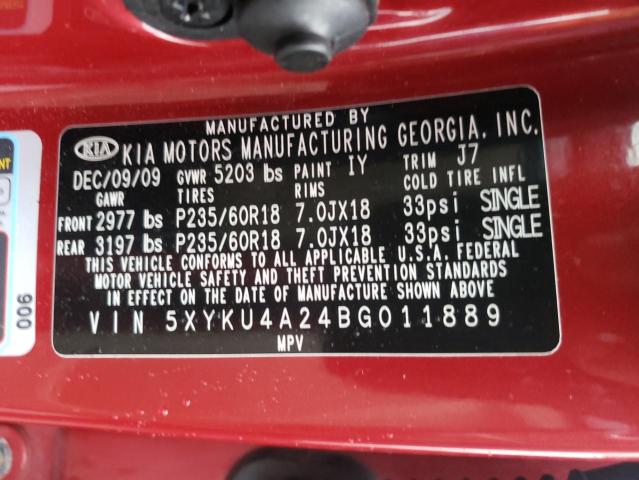 MANUFACTURED BY
KIA KIA MOTORS MANUFACTURING GEORGIA, INC.
DEC/09/09 GVWR 5203 lbs PAINT IY TRIM J7
GAWR TIRES RIMS COLD TIRE INFL
FRONT 2977 lbs P235/60R18 7.0JX18 33psi SINGLE
REAR 3197 lbs P235/60R18 7.0JX18 33psi SINGLE
THIS VEHICLE CONFORMS TO ALL APPLICABLE U.S.A. FEDERAL
MOTOR VEHICLE SAFETY AND THEFT PREVENTION STANDARDS
IN EFFECT ON THE DATE OF MANUFACTURE SHOWN ABOVE
VIN 5XYKU4A24BG011889
MPV
006